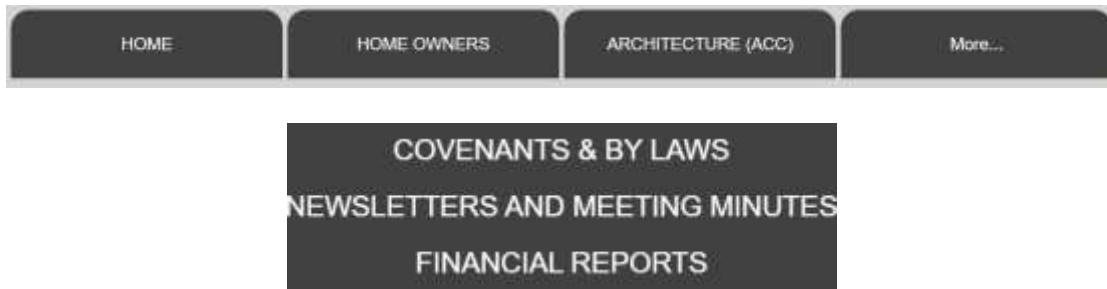 HOME HOME OWNERS ARCHITECTURE (ACC) More...
COVENANTS & BY LAWS
NEWSLETTERS AND MEETING MINUTES
FINANCIAL REPORTS